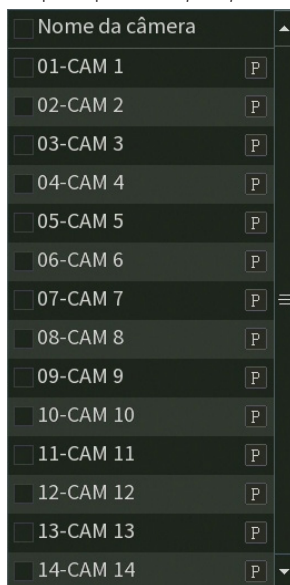 Nome da câmera
01-CAM 1 P
02-CAM 2 P
03-CAM 3 P
04-CAM 4 P
05-CAM 5 P
06-CAM 6 P
07-CAM 7 P
08-CAM 8 P
09-CAM 9 P
10-CAM 10 P
11-CAM 11 P
12-CAM 12 P
13-CAM 13 P
14-CAM 14 P